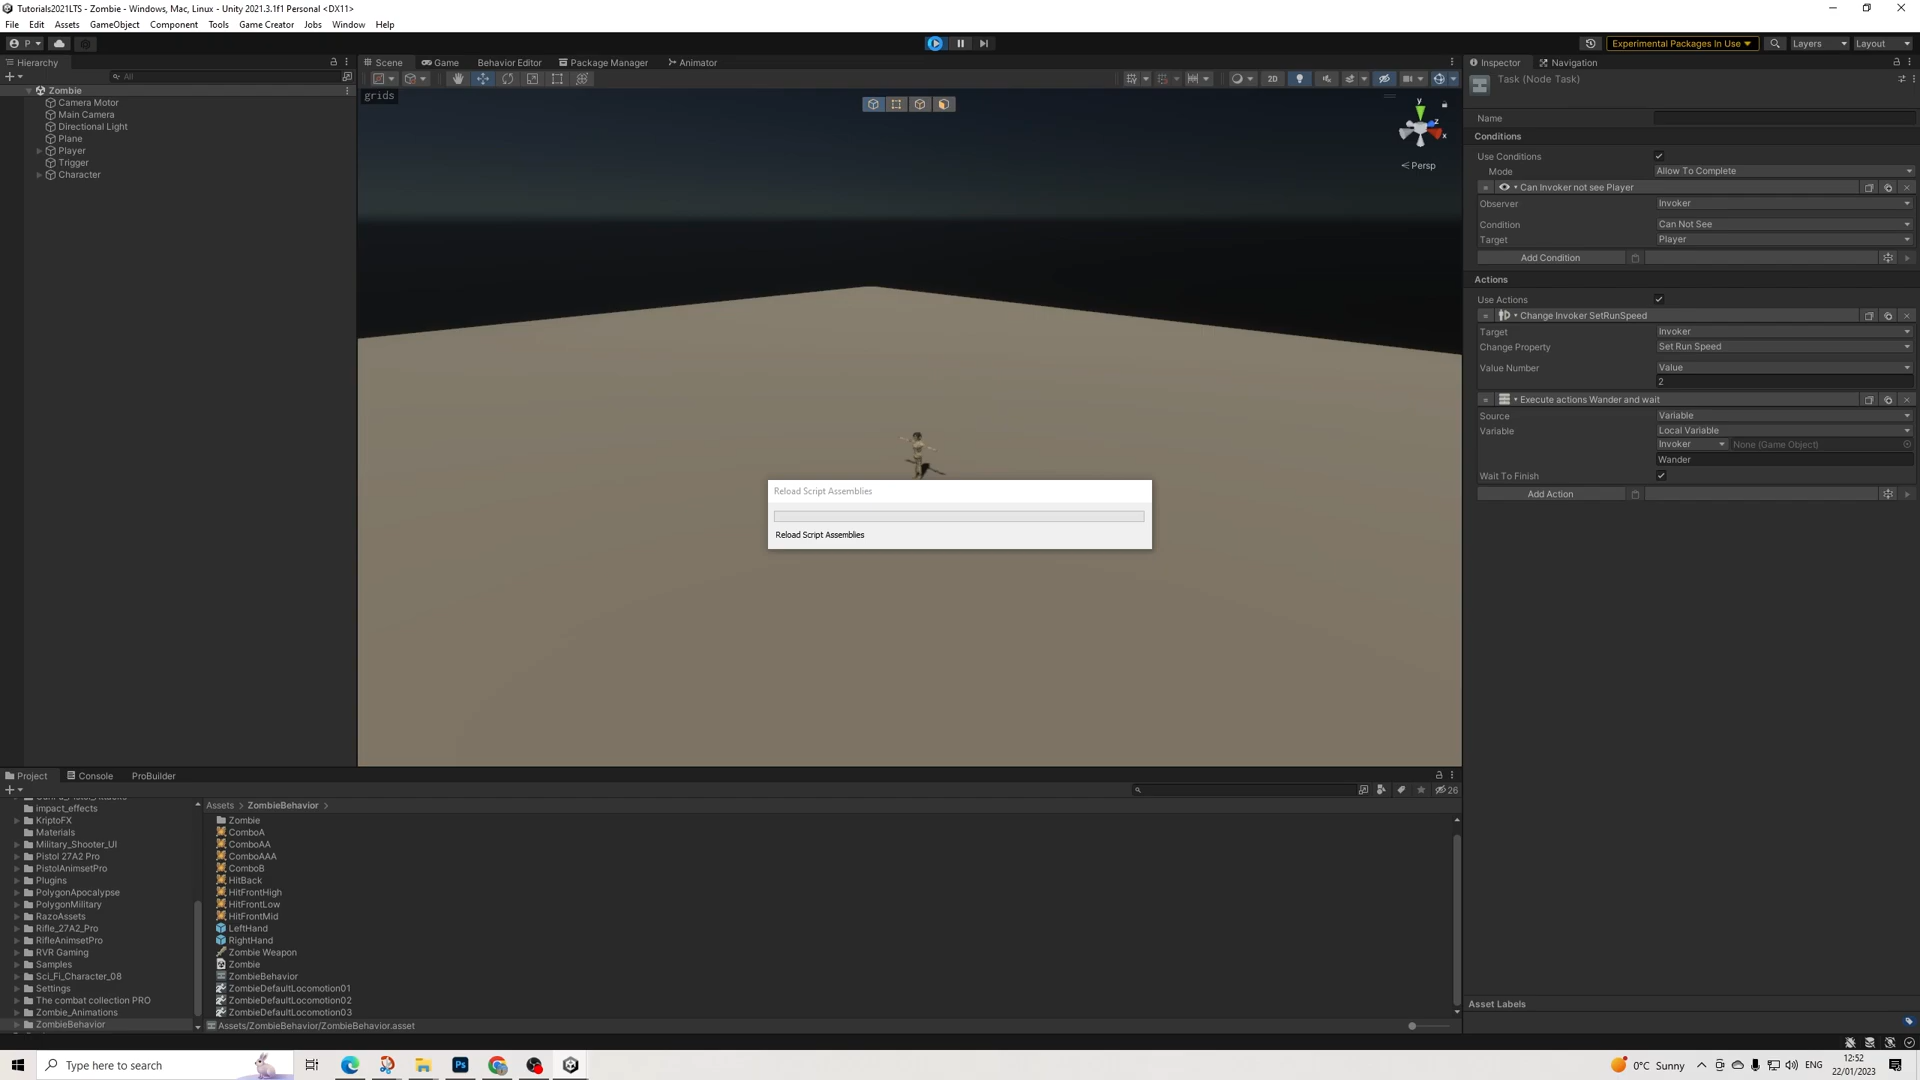 Tutorials2021LTS - Zombie - Windows, Mac, Linux - Unity 2021.3.1f1 Personal <DX11>
File Edit Assets GameObject Component Tools Game Creator Jobs Window Help
P
Experimental Packages In Use
Layers
Layout
Hierarchy
All
Zombie
Camera Motor
Main Camera
Directional Light
Plane
Player
Trigger
Character
Scene Game Behavior Editor Package Manager Animator
2D
grids
y
z
x
Persp
Reload Script Assemblies
Reload Script Assemblies
Inspector Navigation
Task (Node Task)
Name
Conditions
Use Conditions
Mode Allow To Complete
Can Invoker not see Player
Observer Invoker
Condition Can Not See
Target Player
Add Condition
Actions
Use Actions
Change Invoker SetRunSpeed
Target Invoker
Change Property Set Run Speed
Value Number Value
2
Execute actions Wander and wait
Source Variable
Variable Local Variable
Invoker None (Game Object)
Wander
Wait To Finish
Add Action
Asset Labels
Project Console ProBuilder
26
impact_effects
KriptoFX
Materials
Military_Shooter_UI
Pistol 27A2 Pro
PistolAnimsetPro
Plugins
PolygonApocalypse
PolygonMilitary
RazoAssets
Rifle_27A2_Pro
RifleAnimsetPro
RVR Gaming
Samples
Sci_Fi_Character_08
Settings
The combat collection PRO
Zombie_Animations
ZombieBehavior
Assets > ZombieBehavior >
Zombie
ComboA
ComboAA
ComboAAA
ComboB
HitBack
HitFrontHigh
HitFrontLow
HitFrontMid
LeftHand
RightHand
Zombie Weapon
Zombie
ZombieBehavior
ZombieDefaultLocomotion01
ZombieDefaultLocomotion02
ZombieDefaultLocomotion03
Assets/ZombieBehavior/ZombieBehavior.asset
Type here to search
Ps
0°C Sunny
ENG
12:52
22/01/2023